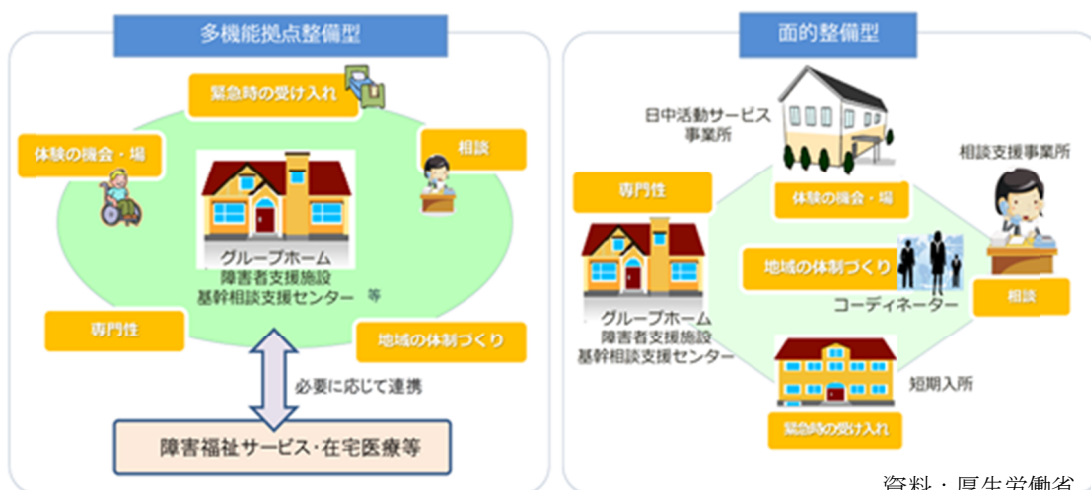 多機能拠点整備型
緊急時の受け入れ
体験の機会・場
相談
グループホーム
障害者支援施設
基幹相談支援センター 等
専門性
地域の体制づくり
必要に応じて連携
障害福祉サービス・在宅医療等
面的整備型
日中活動サービス
事業所
相談支援事業所
専門性
体験の機会・場
地域の体制づくり
コーディネーター
相談
グループホーム
障害者支援施設
基幹相談支援センター
短期入所
緊急時の受け入れ
資料：厚生労働省